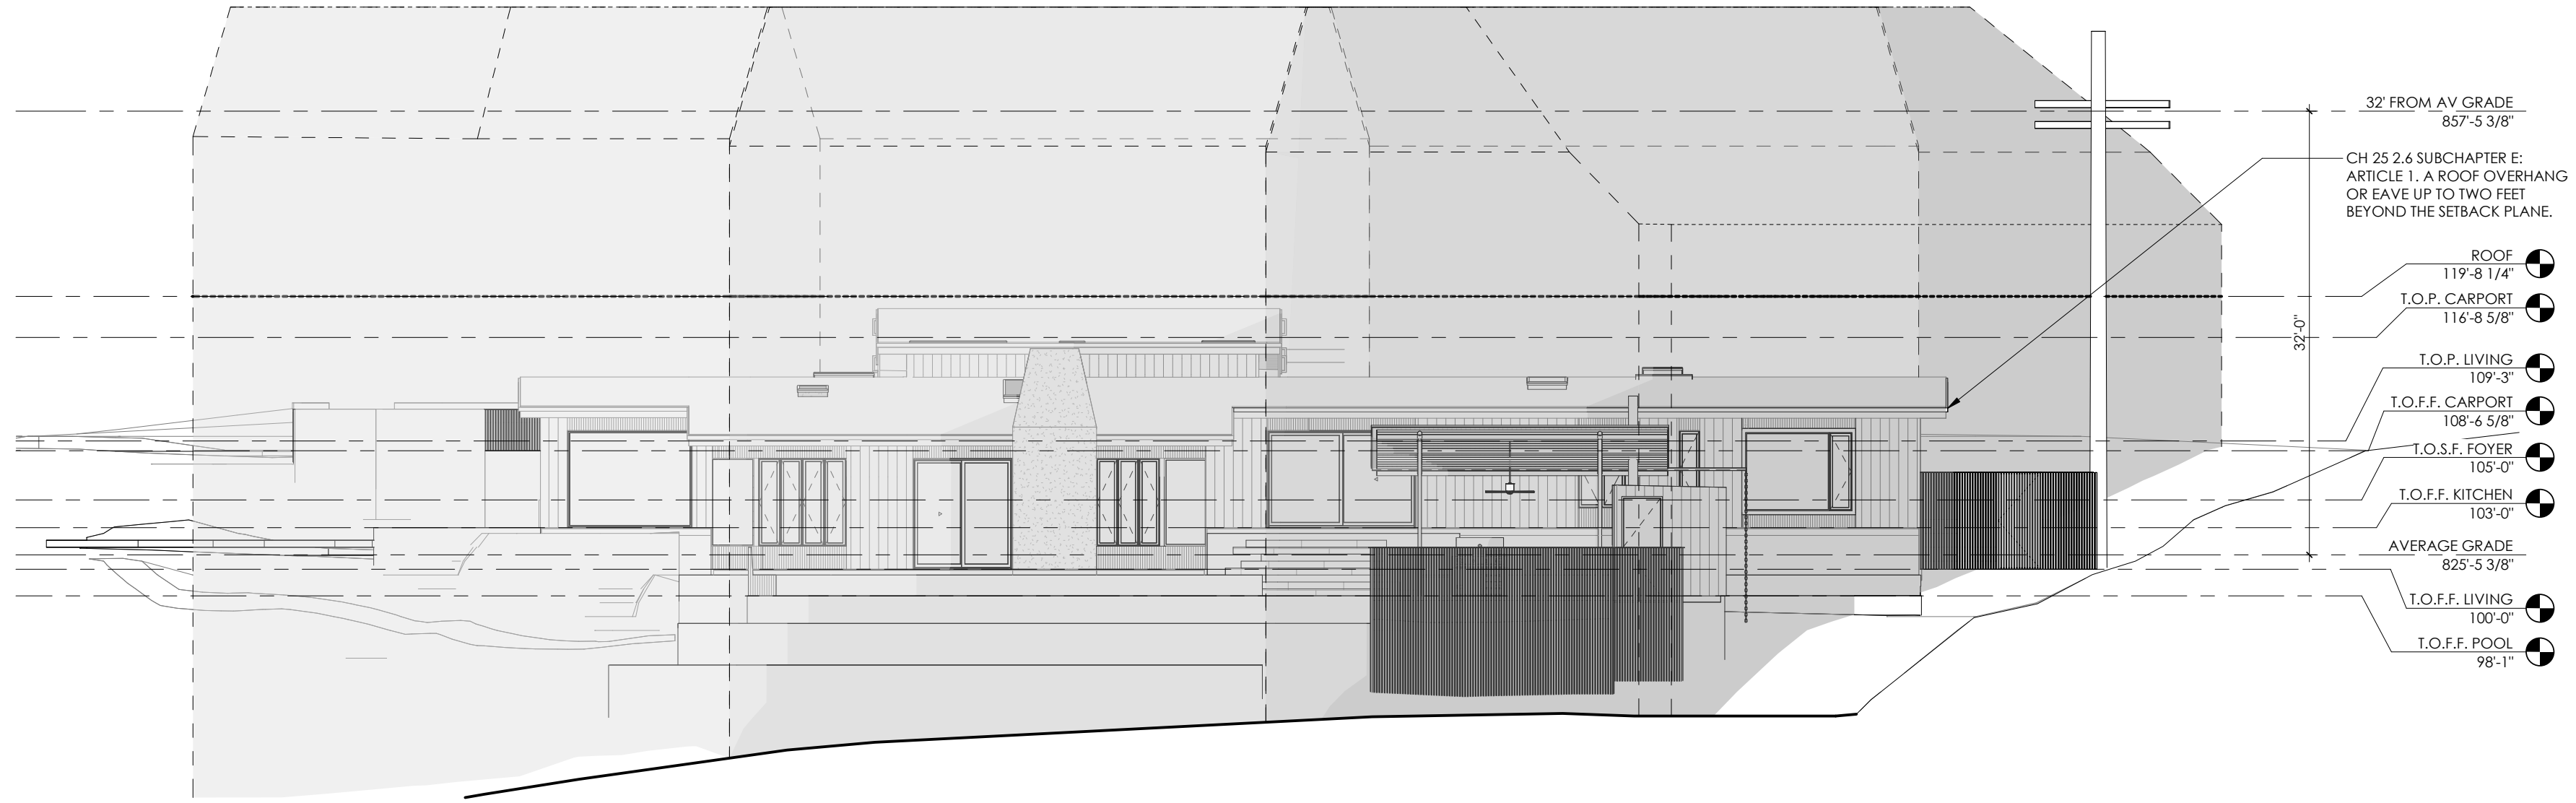 32' FROM AV GRADE
857'-5 3/8"
CH 25 2.6 SUBCHAPTER E:
ARTICLE 1. A ROOF OVERHANG
OR EAVE UP TO TWO FEET
BEYOND THE SETBACK PLANE.
ROOF
119'-8 1/4"
T.O.P. CARPORT
116'-8 5/8"
32'-0"
T.O.P. LIVING
109'-3"
T.O.F.F. CARPORT
108'-6 5/8"
T.O.S.F. FOYER
105'-0"
T.O.F.F. KITCHEN
103'-0"
AVERAGE GRADE
825'-5 3/8"
T.O.F.F. LIVING
100'-0"
T.O.F.F. POOL
98'-1"